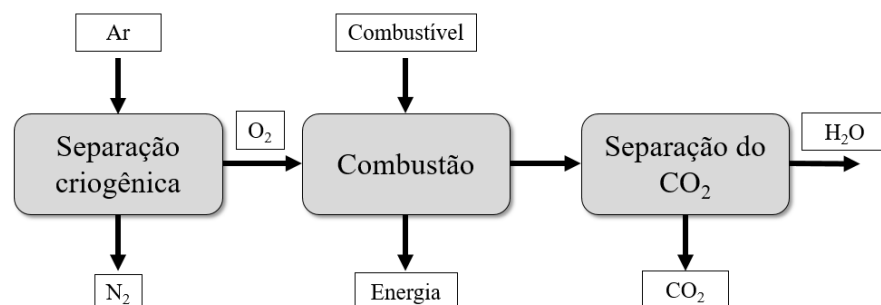 Ar
Combustível
Separação
criogênica
O₂
Combustão
Separação do
CO₂
H₂O
N₂
Energia
CO₂